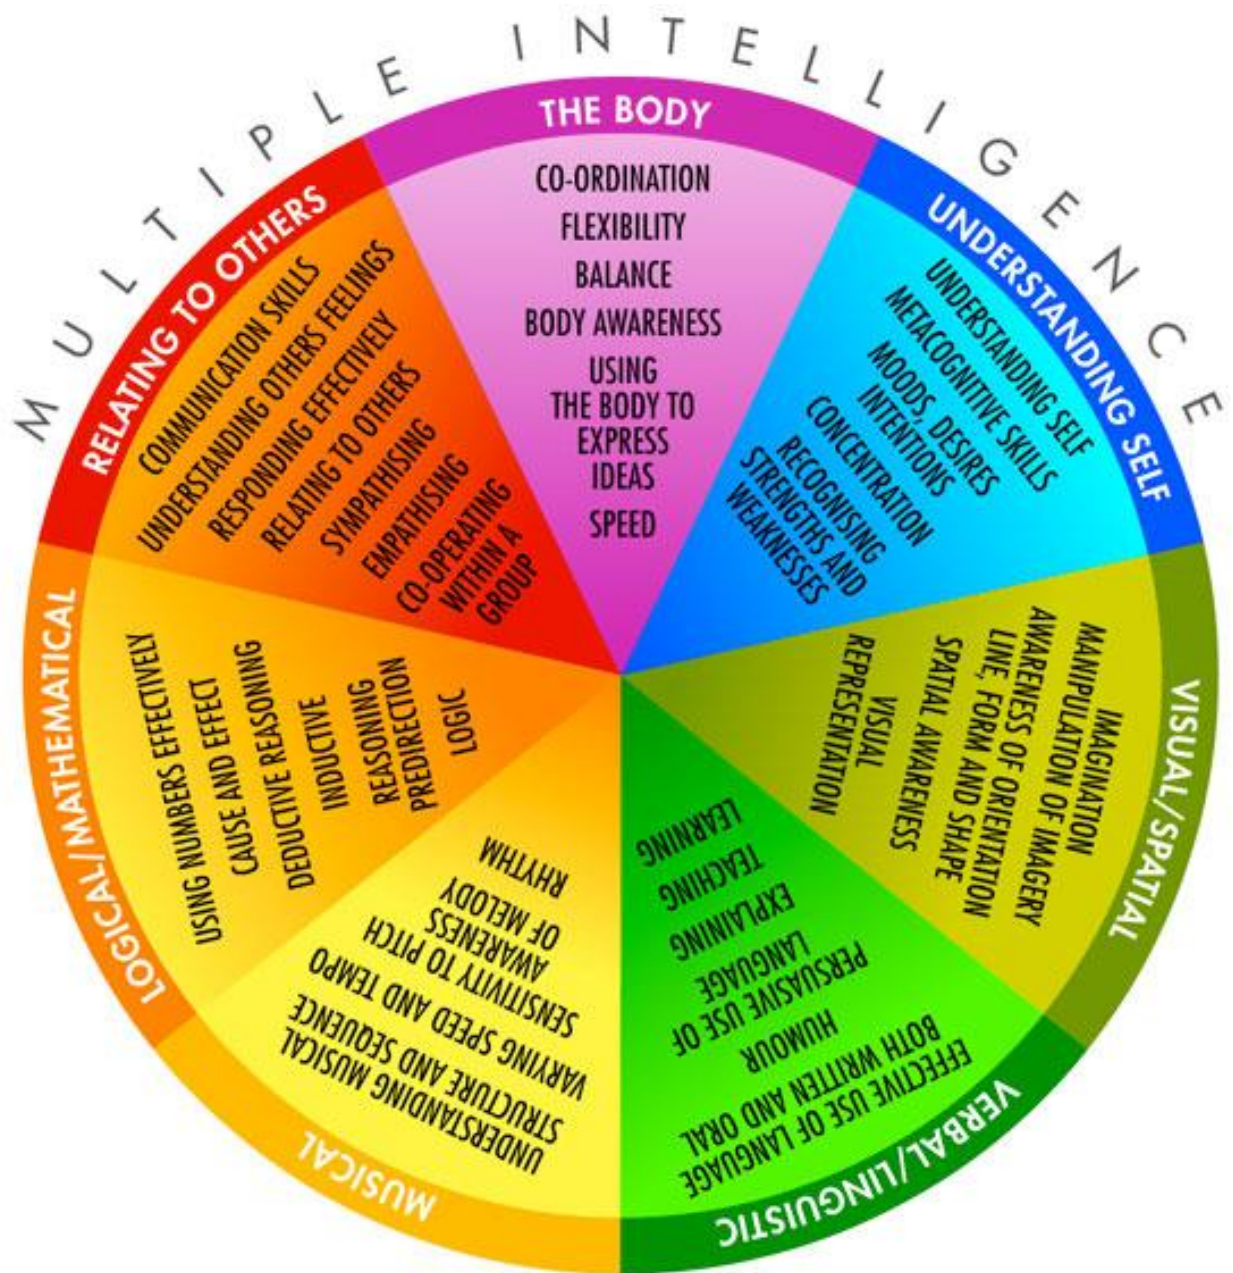 MULTIPLE INTELLIGENCE
THE BODY
CO-ORDINATION
FLEXIBILITY
BALANCE
BODY AWARENESS
USING
THE BODY TO
EXPRESS
IDEAS
SPEED
UNDERSTANDING SELF
UNDERSTANDING SELF
METACOGNITIVE SKILLS
MOODS, DESIRES
INTENTIONS
CONCENTRATION
RECOGNISING
STRENGTHS AND
WEAKNESSES
VISUAL/SPATIAL
IMAGINATION
MANIPULATION OF IMAGERY
AWARENESS OF ORIENTATION
LINE, FORM AND SHAPE
SPATIAL AWARENESS
VISUAL
REPRESENTATION
VERBAL/LINGUISTIC
EFFECTIVE USE OF LANGUAGE
BOTH WRITTEN AND ORAL
HUMOUR
PERSUASIVE USE OF
LANGUAGE
EXPLAINING
TEACHING
LEARNING
MUSICAL
UNDERSTANDING MUSICAL
STRUCTURE AND SEQUENCE
VARYING SPEED AND TEMPO
SENSITIVITY TO PITCH
AWARENESS
OF MELODY
RHYTHM
LOGICAL/MATHEMATICAL
USING NUMBERS EFFECTIVELY
CAUSE AND EFFECT
DEDUCTIVE REASONING
INDUCTIVE
REASONING
PREDIRECTION
LOGIC
RELATING TO OTHERS
COMMUNICATION SKILLS
UNDERSTANDING OTHERS FEELINGS
RESPONDING EFFECTIVELY
RELATING TO OTHERS
SYMPATHISING
EMPATHISING
CO-OPERATING
WITHIN A
GROUP